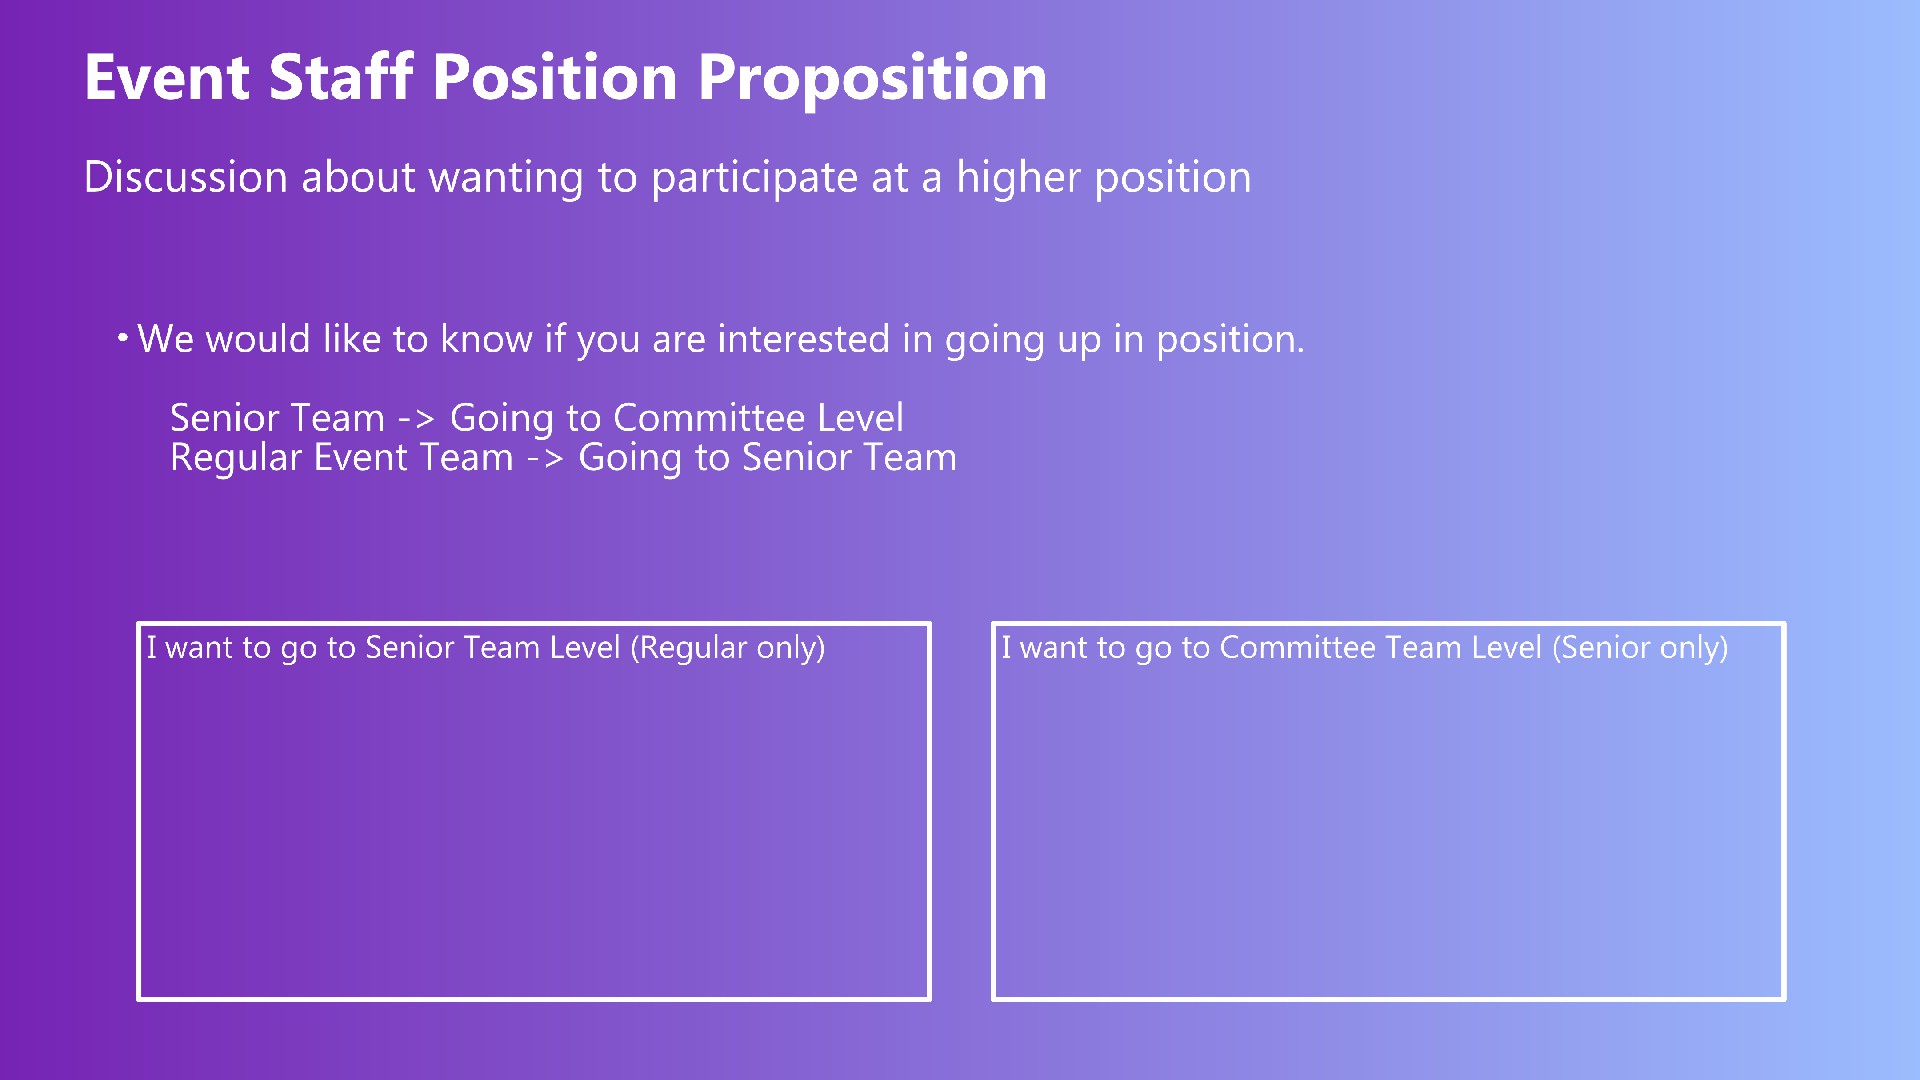 Event Staff Position Proposition
Discussion about wanting to participate at a higher position
• We would like to know if you are interested in going up in position.
Senior Team -> Going to Committee Level
Regular Event Team -> Going to Senior Team
I want to go to Senior Team Level (Regular only)
I want to go to Committee Team Level (Senior only)